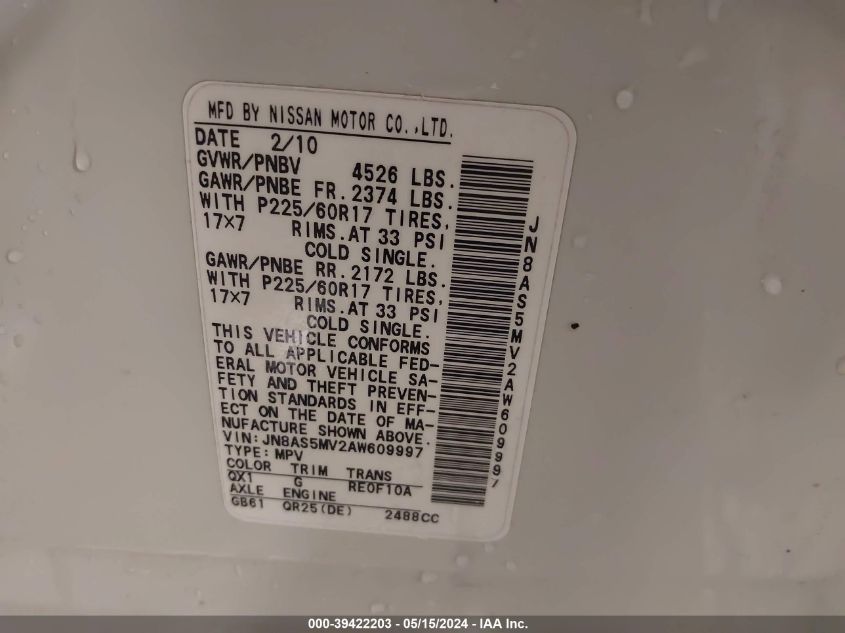 MFD BY NISSAN MOTOR CO.,LTD.
DATE 2/10
GVWR/PNBV 4526 LBS.
GAWR/PNBE FR. 2374 LBS.
WITH P225/60R17 TIRES,
17×7 RIMS.AT 33 PSI
COLD SINGLE.
GAWR/PNBE RR. 2172 LBS.
WITH P225/60R17 TIRES,
17×7 RIMS.AT 33 PSI
COLD SINGLE.
THIS VEHICLE CONFORMS
TO ALL APPLICABLE FED-
ERAL MOTOR VEHICLE SA-
FETY AND THEFT PREVEN-
TION STANDARDS IN EFF-
ECT ON THE DATE OF MA-
NUFACTURE SHOWN ABOVE.
VIN: JN8AS5MV2AW609997
TYPE: MPV
COLOR TRIM TRANS
QX1 G RE0F10A
AXLE ENGINE
GB61 QR25(DE) 2488CC
JN8AS5MV2AW609997
000-39422203 - 05/15/2024 - IAA Inc.